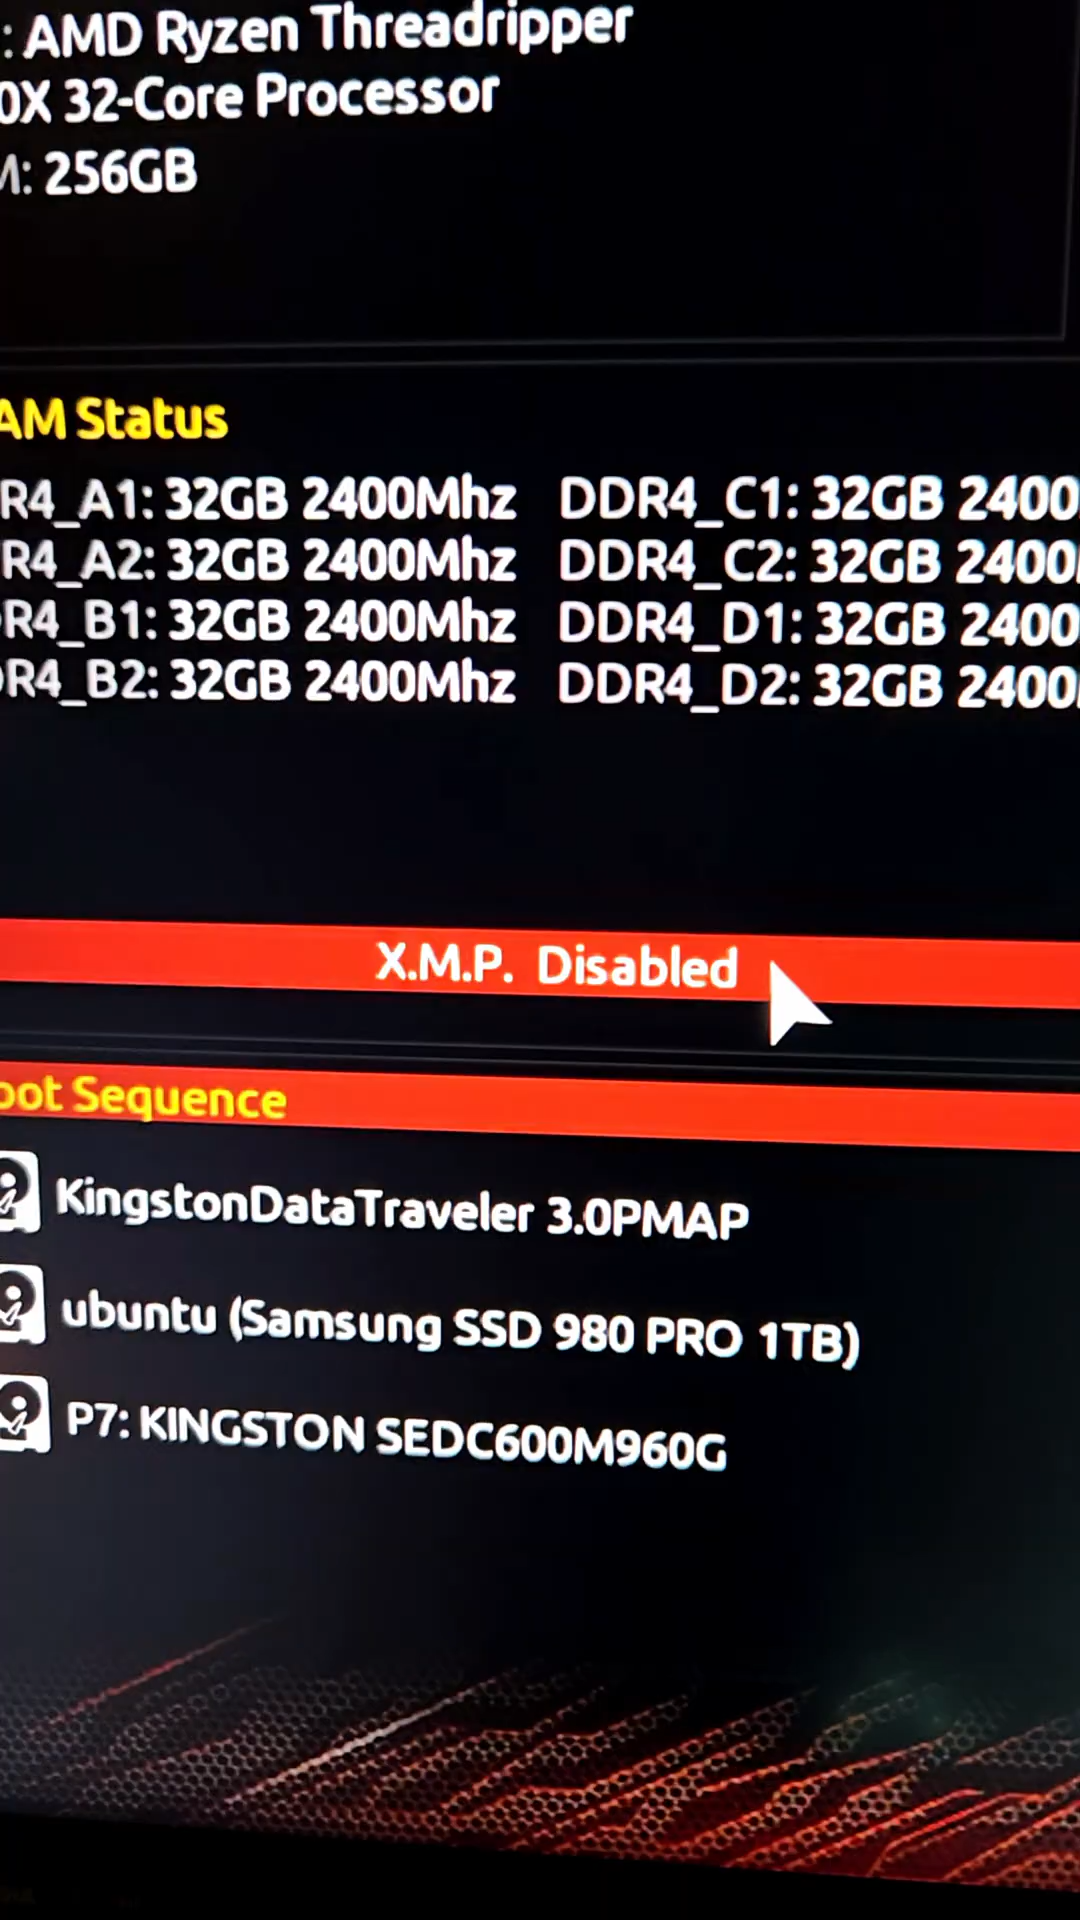 : AMD Ryzen Threadripper
0X 32-Core Processor
M: 256GB
AM Status
R4_A1: 32GB 2400Mhz DDR4_C1: 32GB 2400
R4_A2: 32GB 2400Mhz DDR4_C2: 32GB 2400
R4_B1: 32GB 2400Mhz DDR4_D1: 32GB 2400
DR4_B2: 32GB 2400Mhz DDR4_D2: 32GB 2400
X.M.P. Disabled
oot Sequence
KingstonDataTraveler 3.0PMAP
ubuntu (Samsung SSD 980 PRO 1TB)
P7: KINGSTON SEDC600M960G